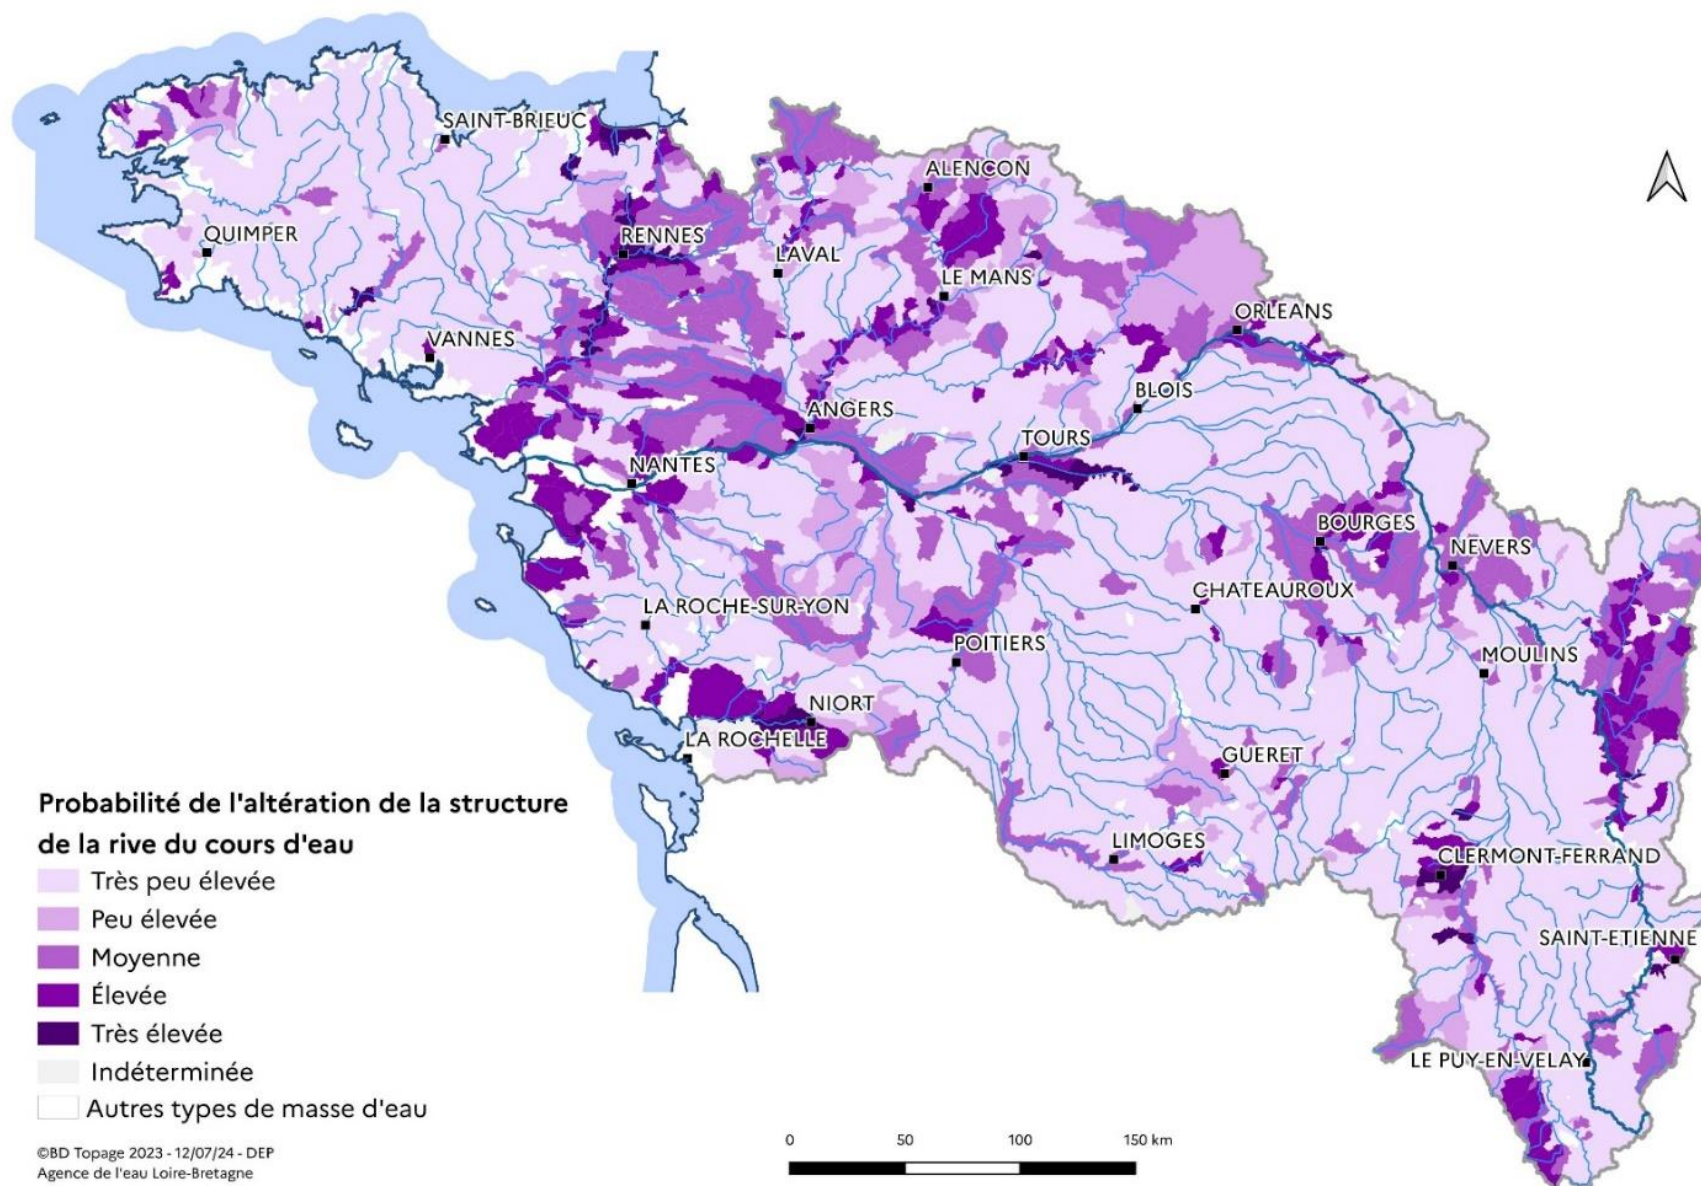 SAINT-BRIEUC
ALENCON
QUIMPER
RENNES
LAVAL
LE MANS
ORLEANS
VANNES
BLOIS
ANGERS
TOURS
NANTES
BOURGES
NEVERS
CHATEAUROUX
LA ROCHE-SUR-YON
POITIERS
MOULINS
NIORT
LA ROCHELLE
GUERET
LIMOGES
CLERMONT-FERRAND
SAINT-ETIENNE
LE PUY-EN-VELAY
Probabilité de l'altération de la structure
de la rive du cours d'eau
Très peu élevée
Peu élevée
Moyenne
Élevée
Très élevée
Indéterminée
Autres types de masse d'eau
©BD Topage 2023 - 12/07/24 - DEP
Agence de l'eau Loire-Bretagne
0 50 100 150 km